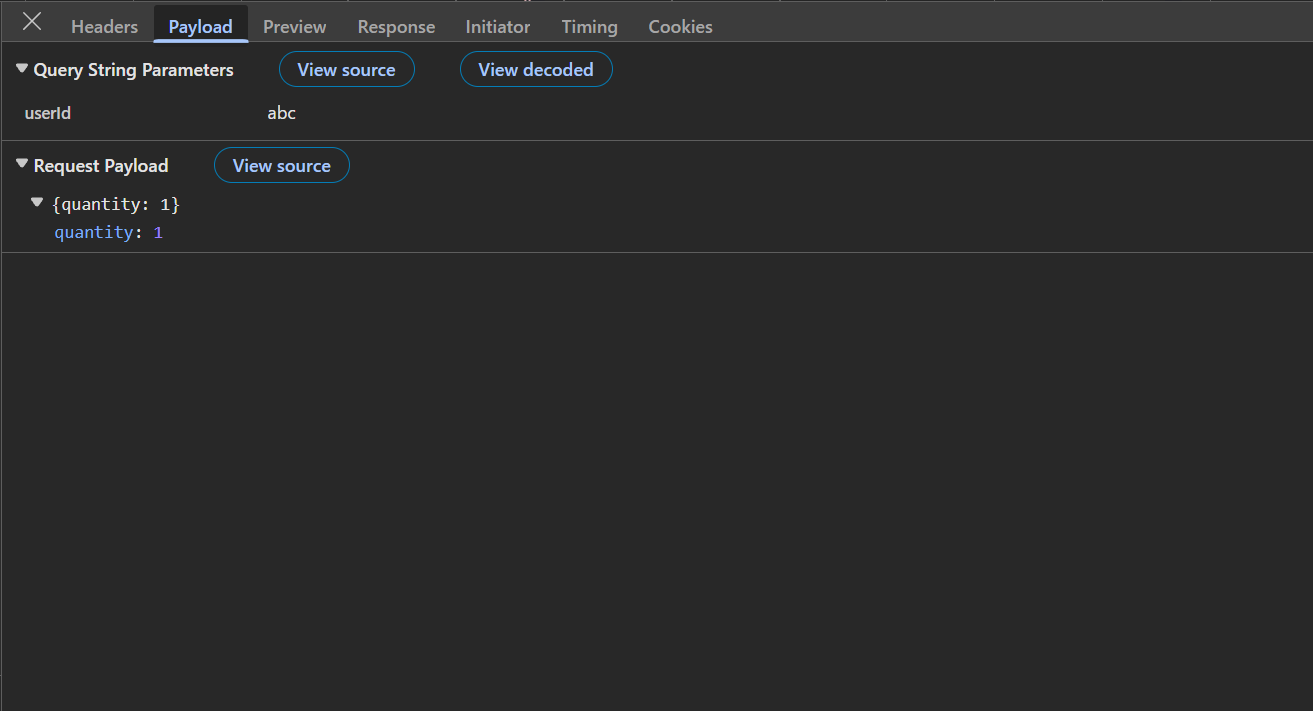 Headers Payload Preview Response Initiator Timing Cookies
Query String Parameters View source View decoded
userId abc
Request Payload View source
{quantity: 1}
quantity: 1